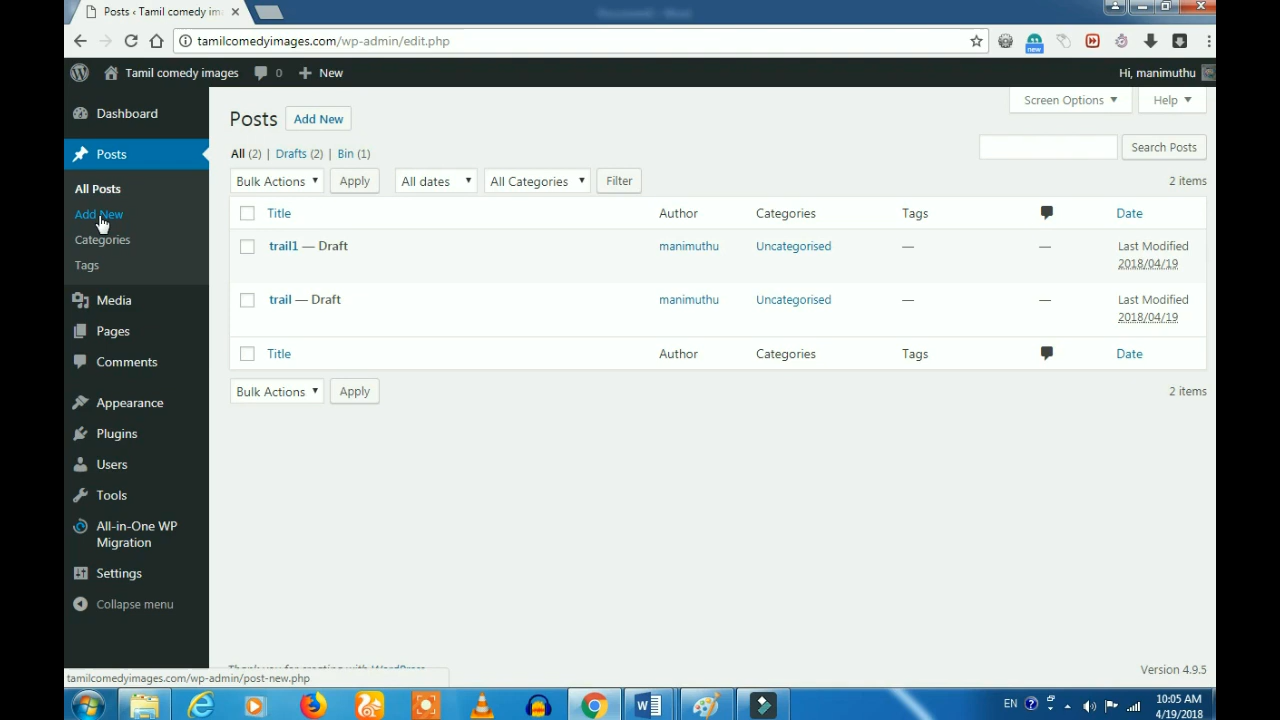 Posts ‹ Tamil comedy im
tamilcomedyimages.com/wp-admin/edit.php
new
Tamil comedy images 0 New Hi, manimuthu
Screen Options Help
Dashboard
Posts
All Posts
Add New
Categories
Tags
Media
Pages
Comments
Appearance
Plugins
Users
Tools
All-in-One WP
Migration
Settings
Collapse menu
Posts Add New
All (2) | Drafts (2) | Bin (1)
Search Posts
Bulk Actions Apply All dates All Categories Filter 2 items
Title Author Categories Tags Date
trail1 — Draft manimuthu Uncategorised — — Last Modified
2018/04/19
trail — Draft manimuthu Uncategorised — — Last Modified
2018/04/19
Title Author Categories Tags Date
Bulk Actions Apply 2 items
Thank you for creating with WordPress Version 4.9.5
tamilcomedyimages.com/wp-admin/post-new.php
EN 10:05 AM
4/19/2018